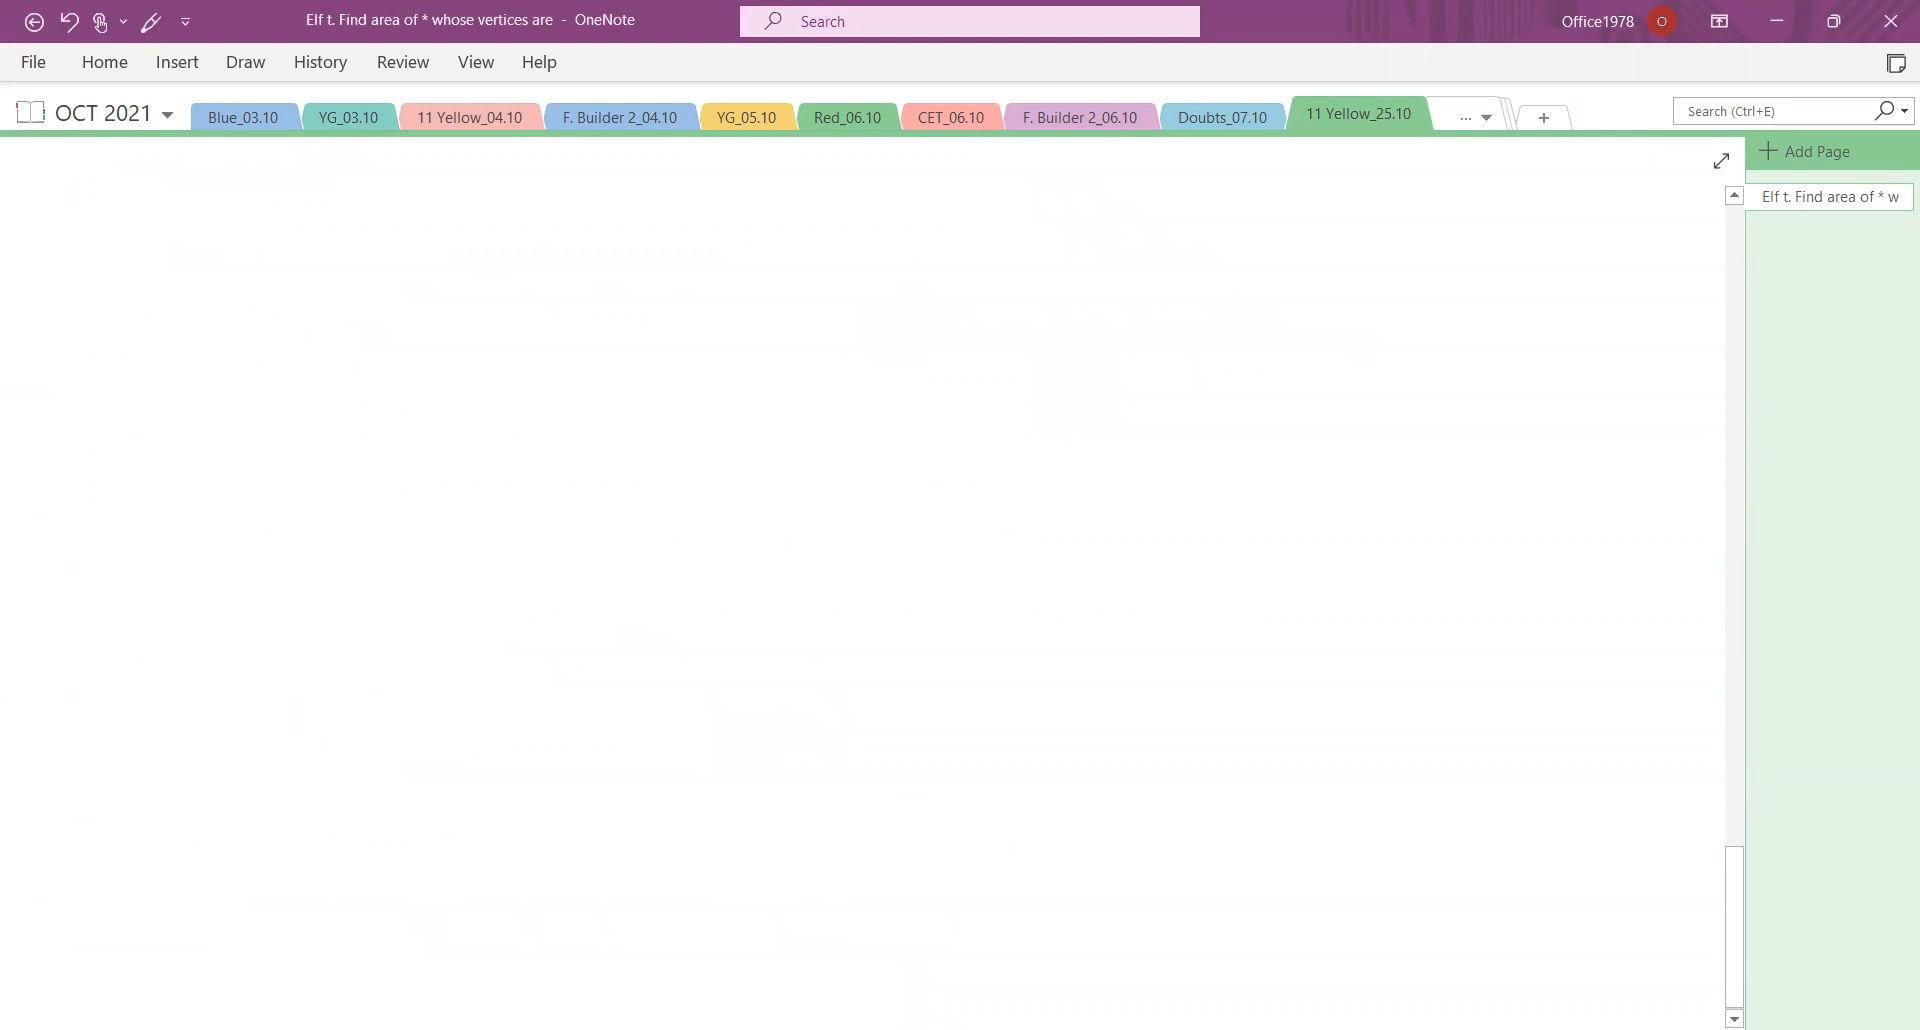 Elf t. Find area of * whose vertices are - OneNote
Search
Office1978
O
File Home Insert Draw History Review View Help
OCT 2021
Blue_03.10
YG_03.10
11 Yellow_04.10
F. Builder 2_04.10
YG_05.10
Red_06.10
CET_06.10
F. Builder 2_06.10
Doubts_07.10
11 Yellow_25.10
...
Search (Ctrl+E)
Add Page
Elf t. Find area of * w